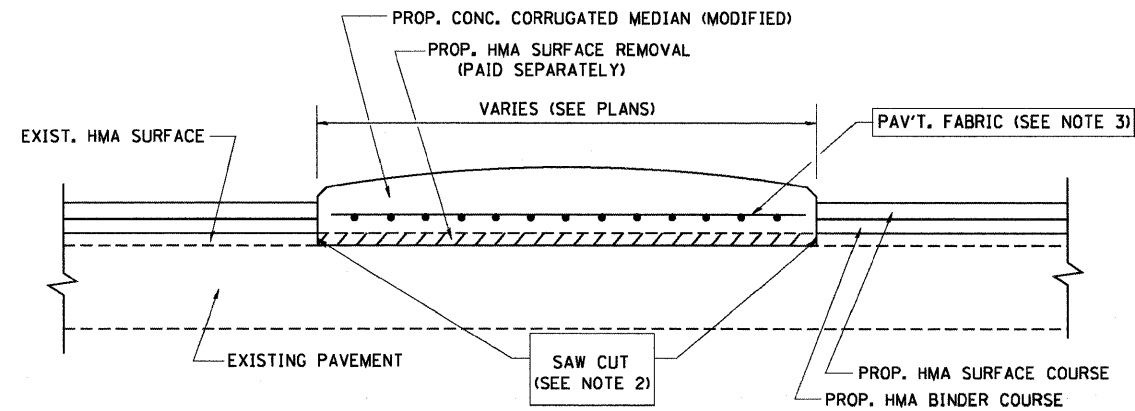 PROP. CONC. CORRUGATED MEDIAN (MODIFIED)
PROP. HMA SURFACE REMOVAL
(PAID SEPARATELY)
VARIES (SEE PLANS)
EXIST. HMA SURFACE
PAV'T. FABRIC (SEE NOTE 3)
EXISTING PAVEMENT
SAW CUT
(SEE NOTE 2)
PROP. HMA SURFACE COURSE
PROP. HMA BINDER COURSE